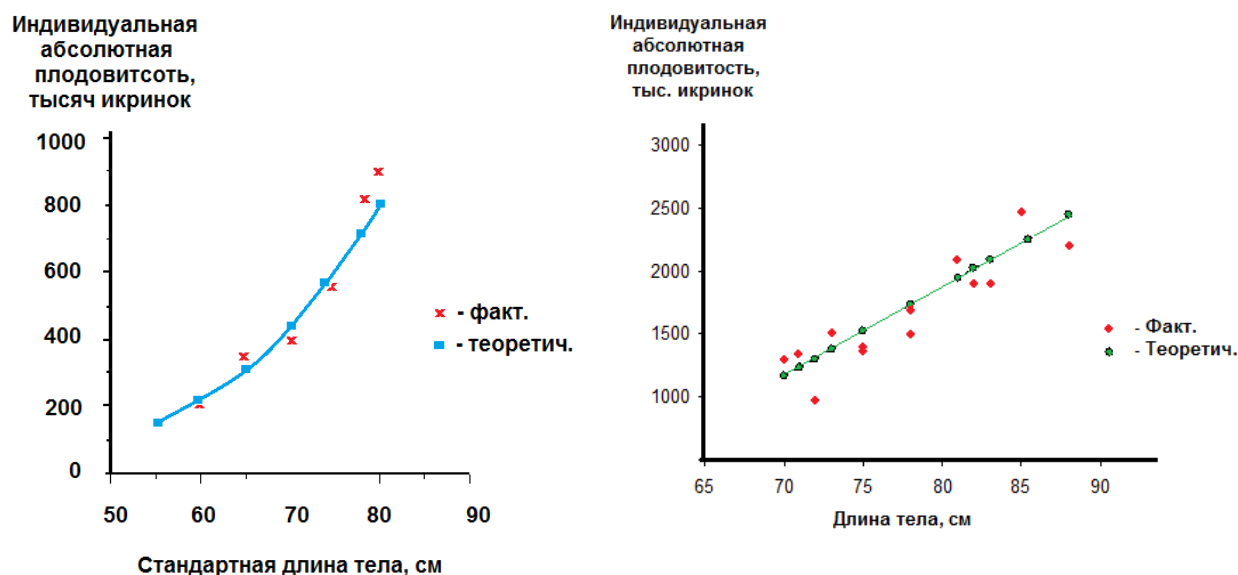 Индивидуальная
абсолютная
плодовитсоть,
тысяч икринок
1000
800
600
400
200
0
50 60 70 80 90
Стандартная длина тела, см
- факт.
- теоретич.
Индивидуальная
абсолютная
плодовитость,
тыс. икринок
3000
2500
2000
1500
1000
65 70 75 80 85 90
Длина тела, см
- Факт.
- Теоретич.